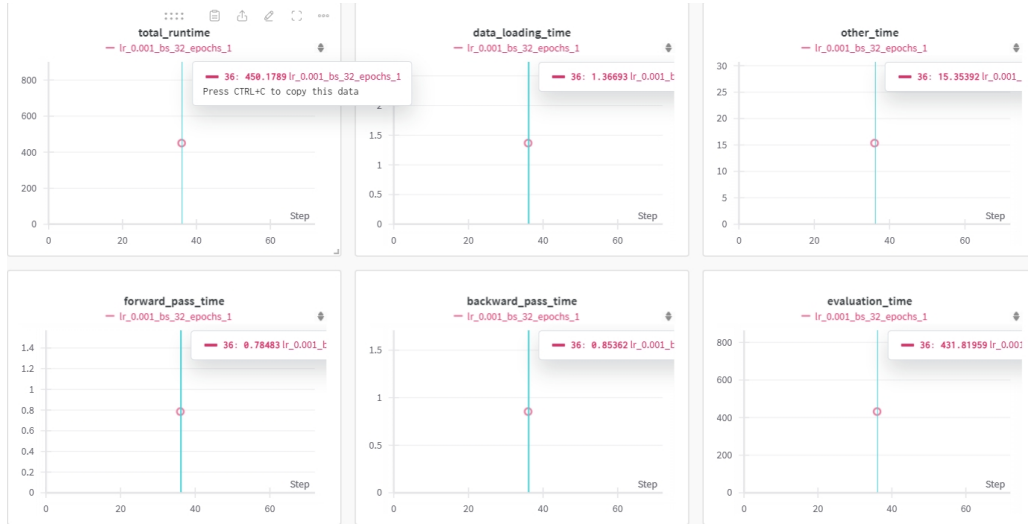 total_runtime
lr_0.001_bs_32_epochs_1
36: 450.1789 lr_0.001_bs_32_epochs_1
Press CTRL+C to copy this data
800
600
400
200
0
Step
0 20 40 60
data_loading_time
lr_0.001_bs_32_epochs_1
36: 1.36693 lr_0.001_b
2
1.5
1
0.5
0
Step
0 20 40 60
other_time
lr_0.001_bs_32_epochs_1
36: 15.35392 lr_0.001_
30
25
20
15
10
5
0
Step
0 20 40 60
forward_pass_time
lr_0.001_bs_32_epochs_1
36: 0.78483 lr_0.001_b
1.4
1.2
1
0.8
0.6
0.4
0.2
0
Step
0 20 40 60
backward_pass_time
lr_0.001_bs_32_epochs_1
36: 0.85362 lr_0.001_b
1.5
1
0.5
0
Step
0 20 40 60
evaluation_time
lr_0.001_bs_32_epochs_1
36: 431.81959 lr_0.001
800
600
400
200
0
Step
0 20 40 60